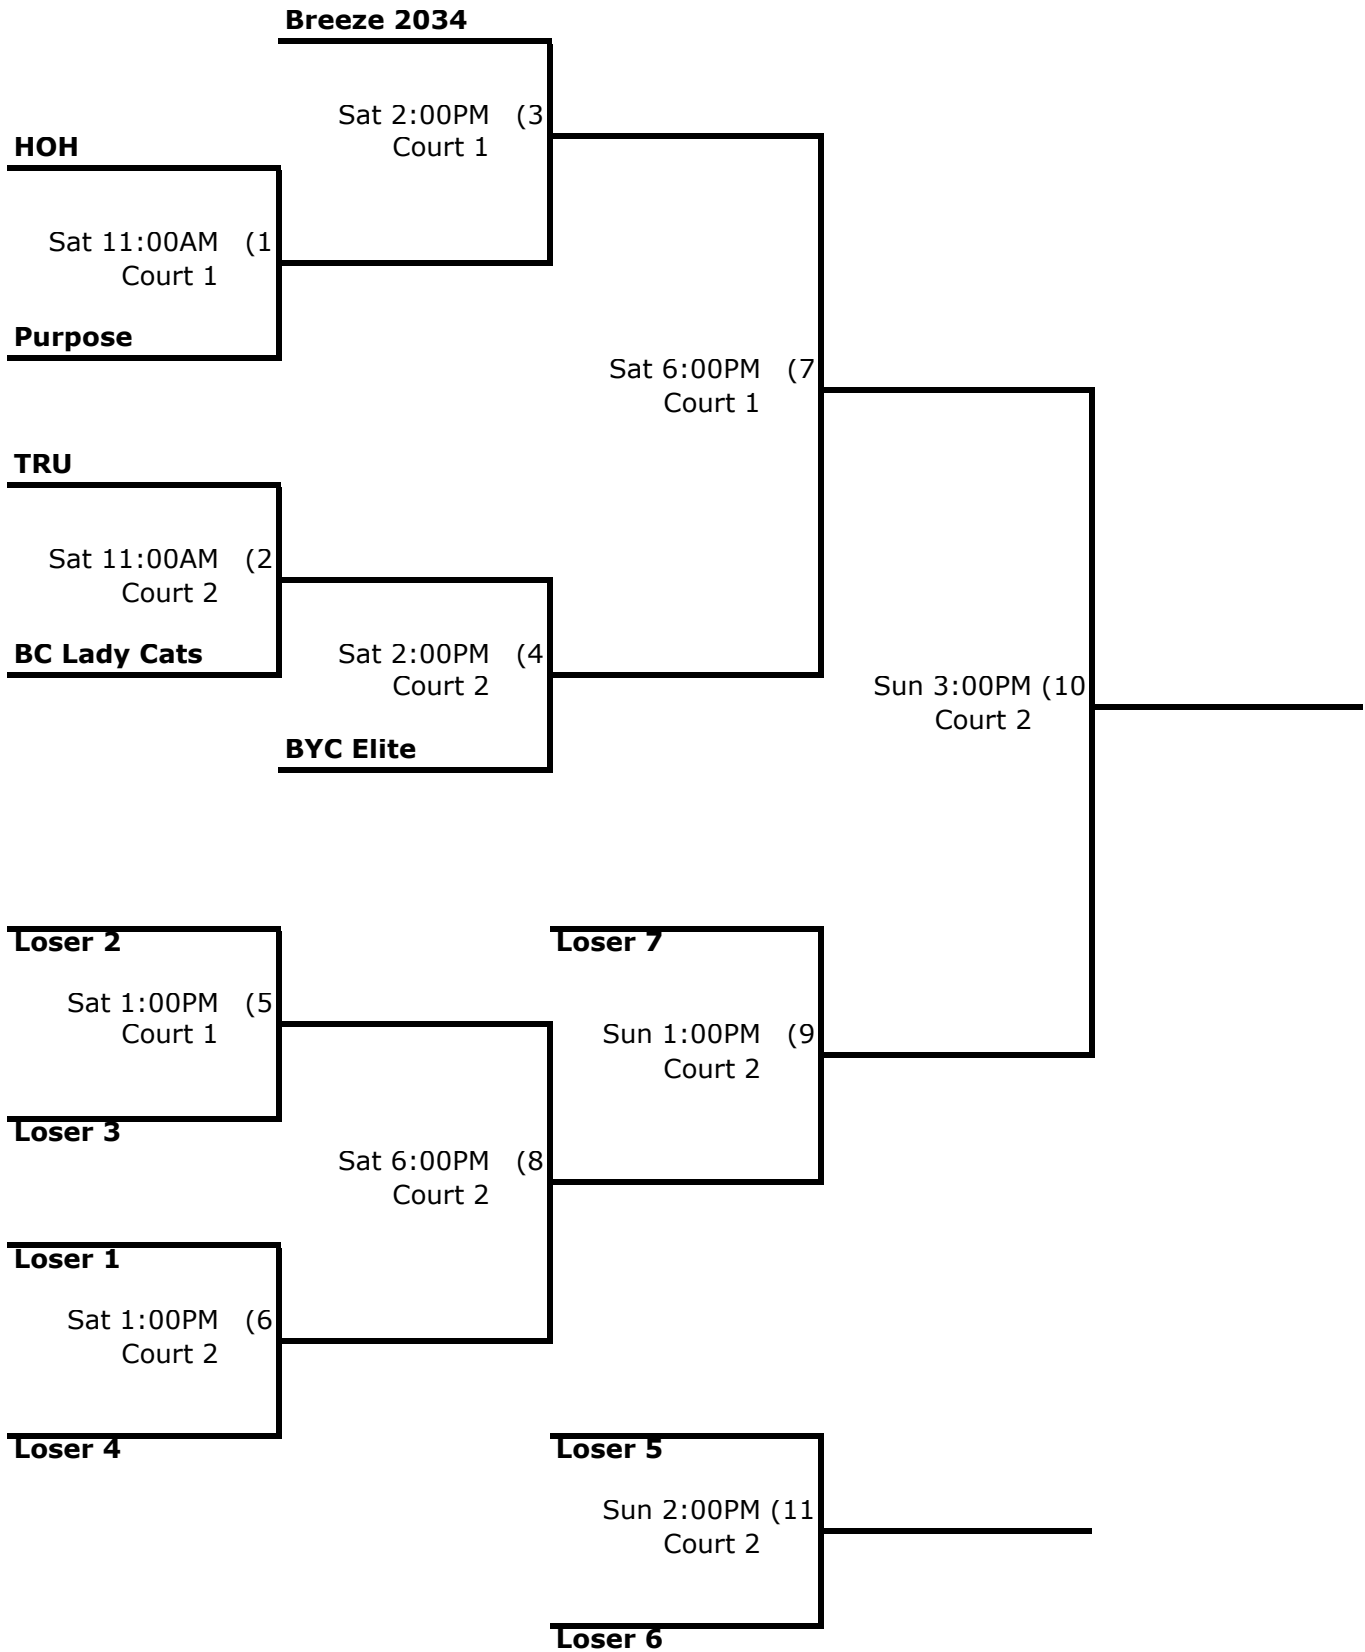 Breeze 2034
Sat 2:00PM (3
Court 1
HOH
Sat 11:00AM (1
Court 1
Purpose
Sat 6:00PM (7
Court 1
TRU
Sat 11:00AM (2
Court 2
BC Lady Cats
Sat 2:00PM (4
Court 2
Sun 3:00PM (10
Court 2
BYC Elite
Loser 2
Loser 7
Sat 1:00PM (5
Court 1
Sun 1:00PM (9
Court 2
Loser 3
Sat 6:00PM (8
Court 2
Loser 1
Sat 1:00PM (6
Court 2
Loser 4
Loser 5
Sun 2:00PM (11
Court 2
Loser 6